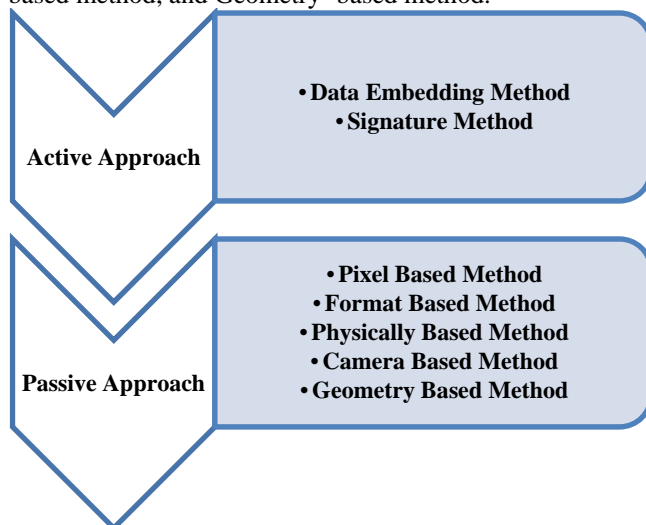 based method, and Geometry- based method.
• Data Embedding Method
• Signature Method
Active Approach
• Pixel Based Method
• Format Based Method
• Physically Based Method
• Camera Based Method
• Geometry Based Method
Passive Approach